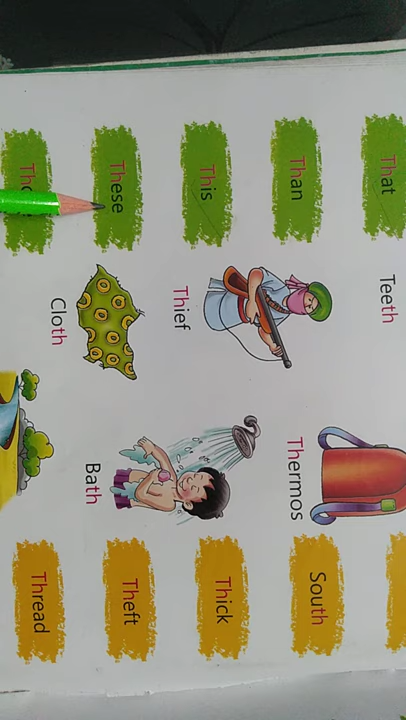 That
Than
This
These
Teeth
Thief
Cloth
Thermos
Bath
South
Thick
Theft
Thread